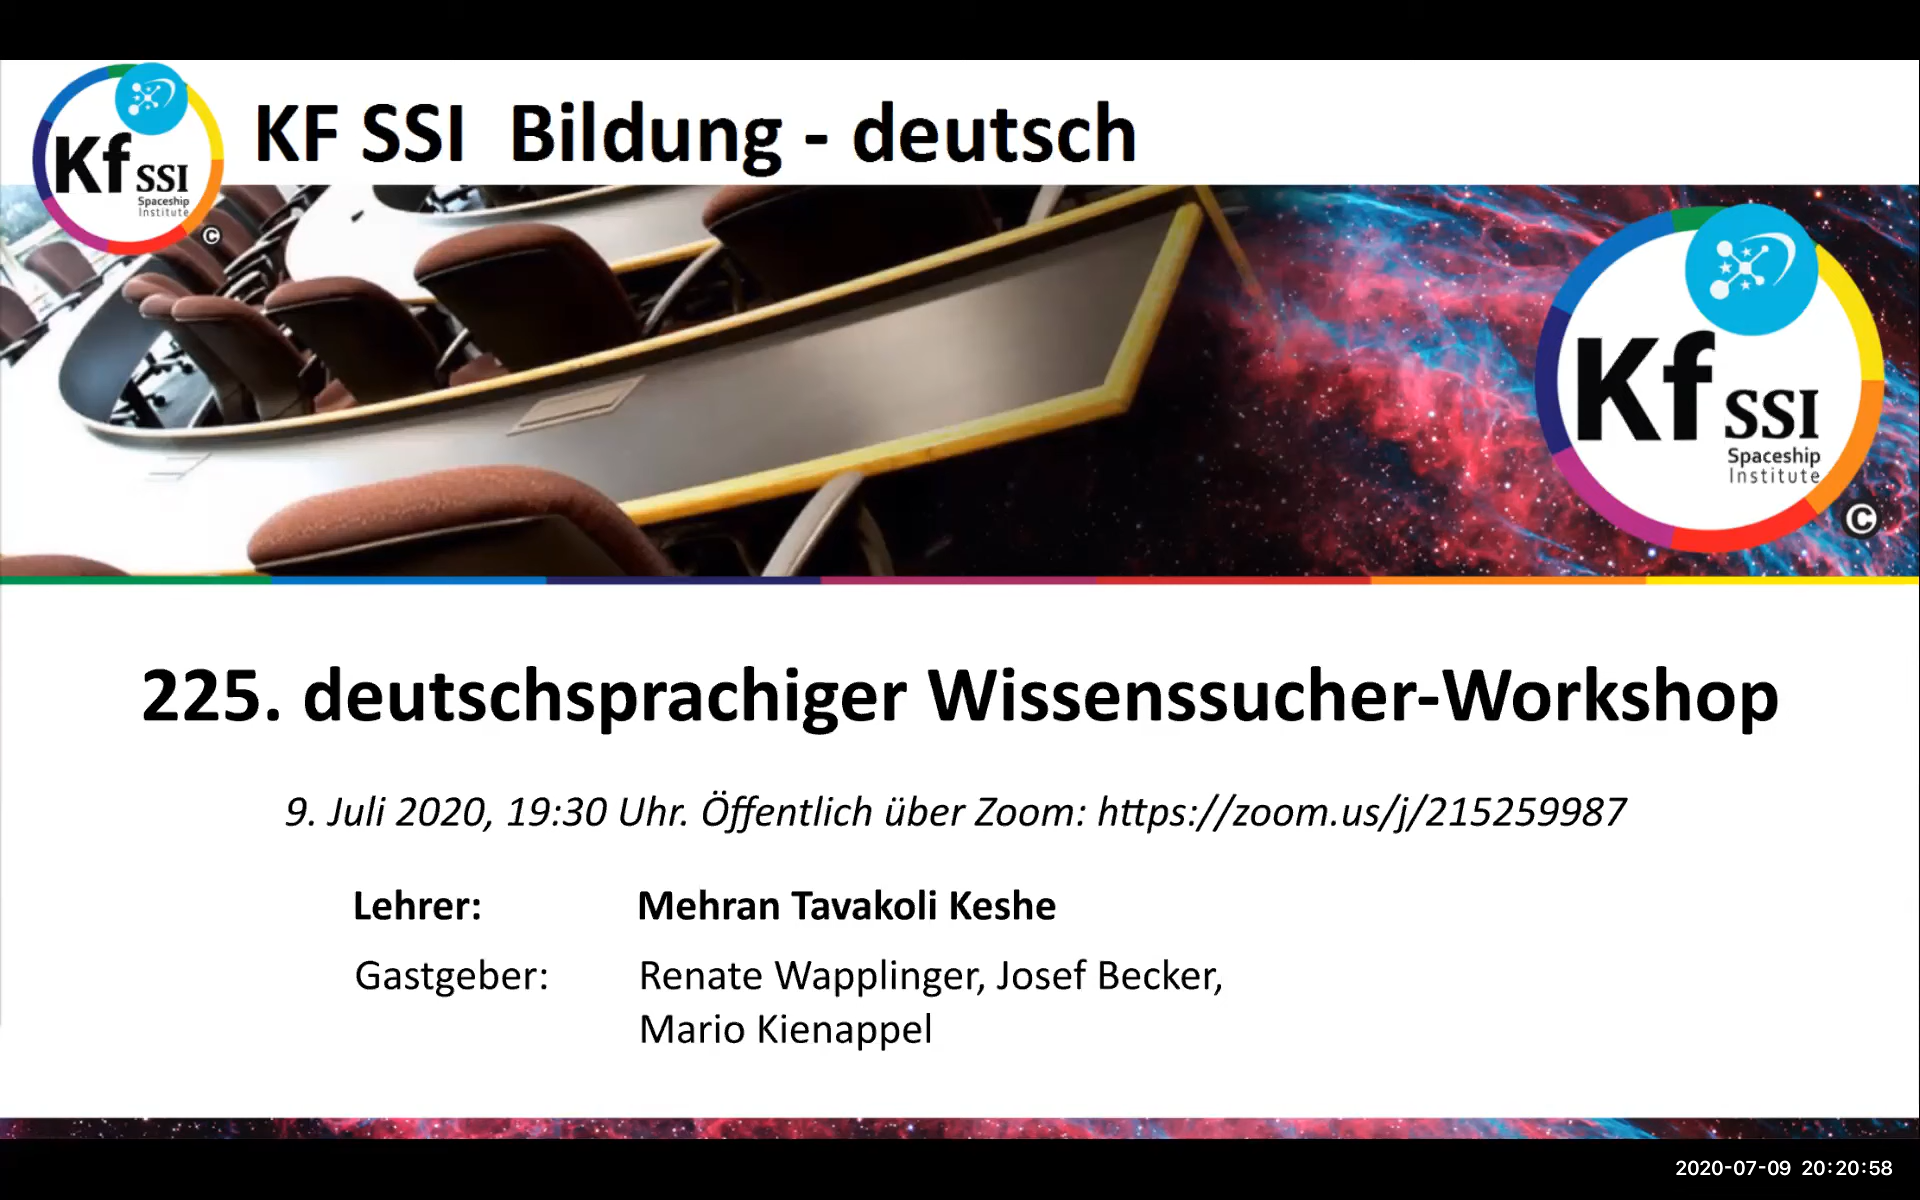 Kf SSI
Spaceship
Institute
©
KF SSI Bildung - deutsch
Kf SSI
Spaceship
Institute
©
225. deutschsprachiger Wissenssucher-Workshop
9. Juli 2020, 19:30 Uhr. Öffentlich über Zoom: https://zoom.us/j/215259987
Lehrer: Mehran Tavakoli Keshe
Gastgeber: Renate Wapplinger, Josef Becker,
Mario Kienappel
2020-07-09 20:20:58